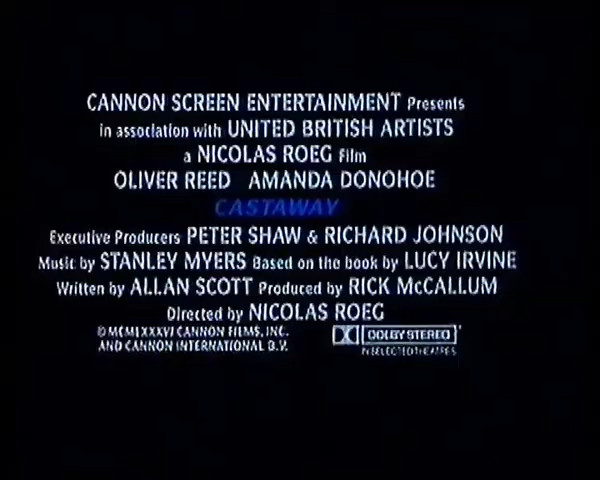 CANNON SCREEN ENTERTAINMENT Presents
in association with UNITED BRITISH ARTISTS
a NICOLAS ROEG Film
OLIVER REED AMANDA DONOHOE
CASTAWAY
Executive Producers PETER SHAW & RICHARD JOHNSON
Music by STANLEY MYERS Based on the book by LUCY IRVINE
Written by ALLAN SCOTT Produced by RICK McCALLUM
Directed by NICOLAS ROEG
© MCMLXXXVI CANNON FILMS, INC.
AND CANNON INTERNATIONAL B.V.
DOLBY STEREO
IN SELECTED THEATRES